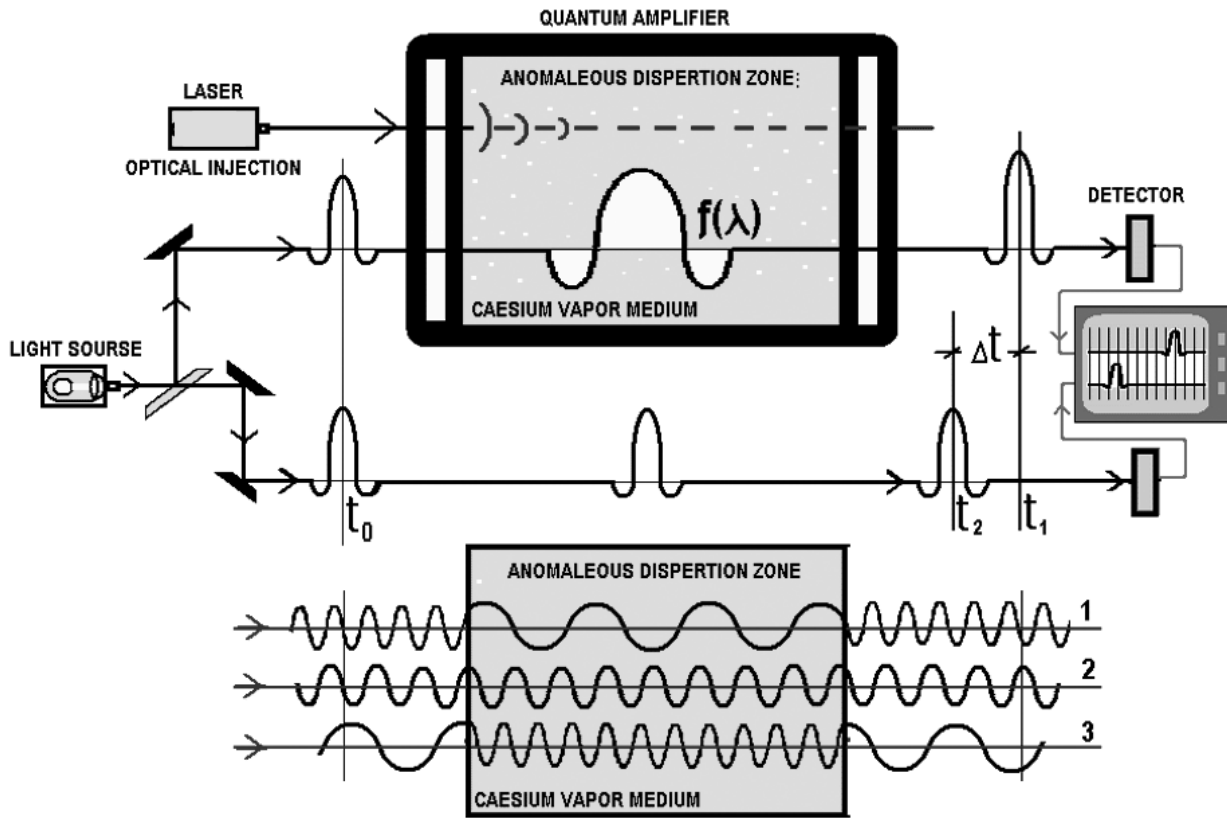 QUANTUM AMPLIFIER
ANOMALEOUS DISPERTION ZONE:
LASER
OPTICAL INJECTION
f(λ)
DETECTOR
CAESIUM VAPOR MEDIUM
LIGHT SOURSE
Δt
t0
t2
t1
ANOMALEOUS DISPERTION ZONE
1
2
3
CAESIUM VAPOR MEDIUM